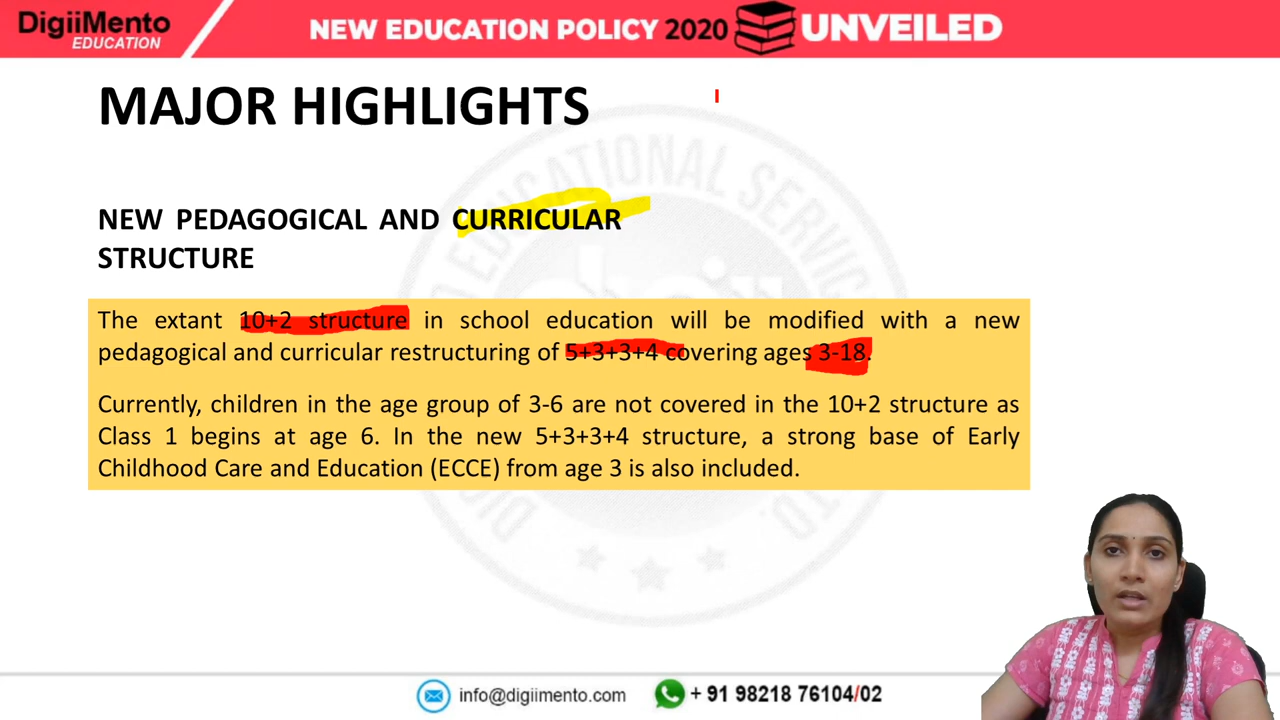 DigiiMento
EDUCATION
NEW EDUCATION POLICY 2020
UNVEILED
MAJOR HIGHLIGHTS
NEW PEDAGOGICAL AND CURRICULAR
STRUCTURE
The extant 10+2 structure in school education will be modified with a new
pedagogical and curricular restructuring of 5+3+3+4 covering ages 3-18.
Currently, children in the age group of 3-6 are not covered in the 10+2 structure as
Class 1 begins at age 6. In the new 5+3+3+4 structure, a strong base of Early
Childhood Care and Education (ECCE) from age 3 is also included.
info@digiimento.com
+ 91 98218 76104/02